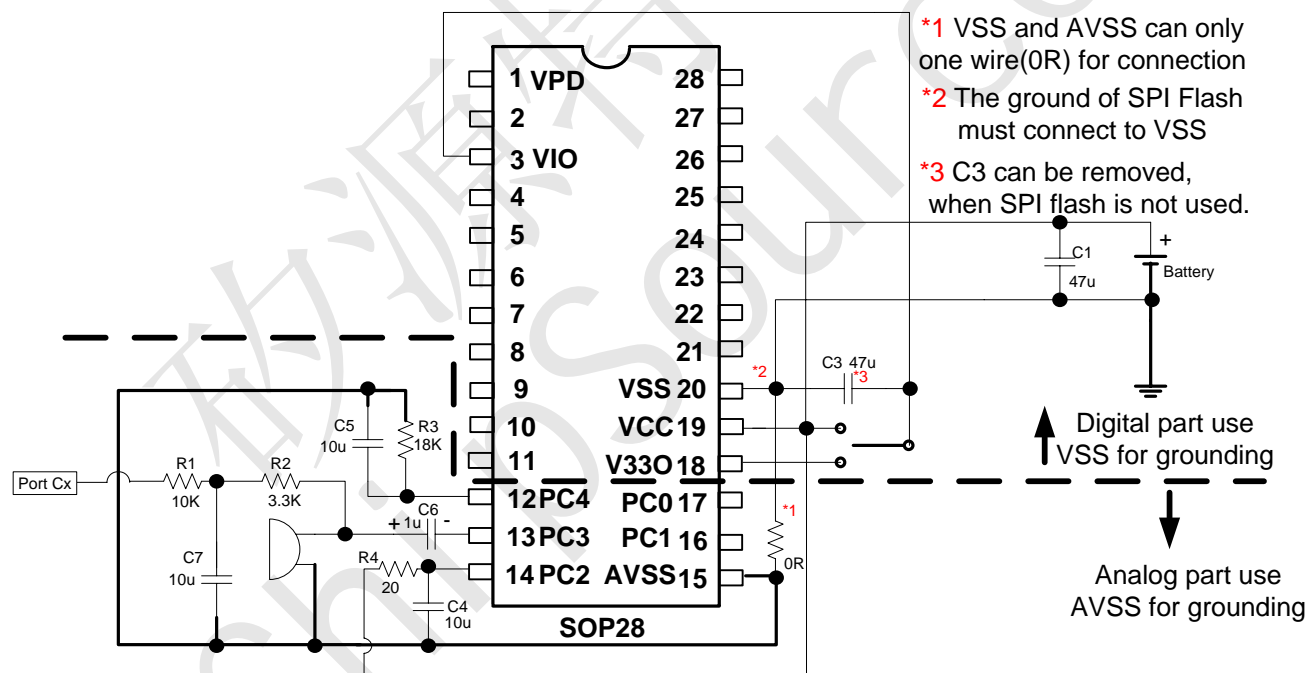 *1 VSS and AVSS can only
one wire(0R) for connection
*2 The ground of SPI Flash
must connect to VSS
*3 C3 can be removed,
when SPI flash is not used.
1 VPD
2
3 VIO
4
5
6
7
8
9
10
11
12 PC4
13 PC3
14 PC2
28
27
26
25
24
23
22
21
VSS 20
VCC 19
V33O 18
PC0 17
PC1 16
AVSS 15
SOP28
C1
47u
+
Battery
*2
C3 47u
*3
*1
0R
Digital part use
VSS for grounding
Analog part use
AVSS for grounding
Port Cx
R1
10K
R2
3.3K
C7
10u
C5
10u
R3
18K
C6
+ 1u -
R4
20
C4
10u
矽源特
ChipSourc